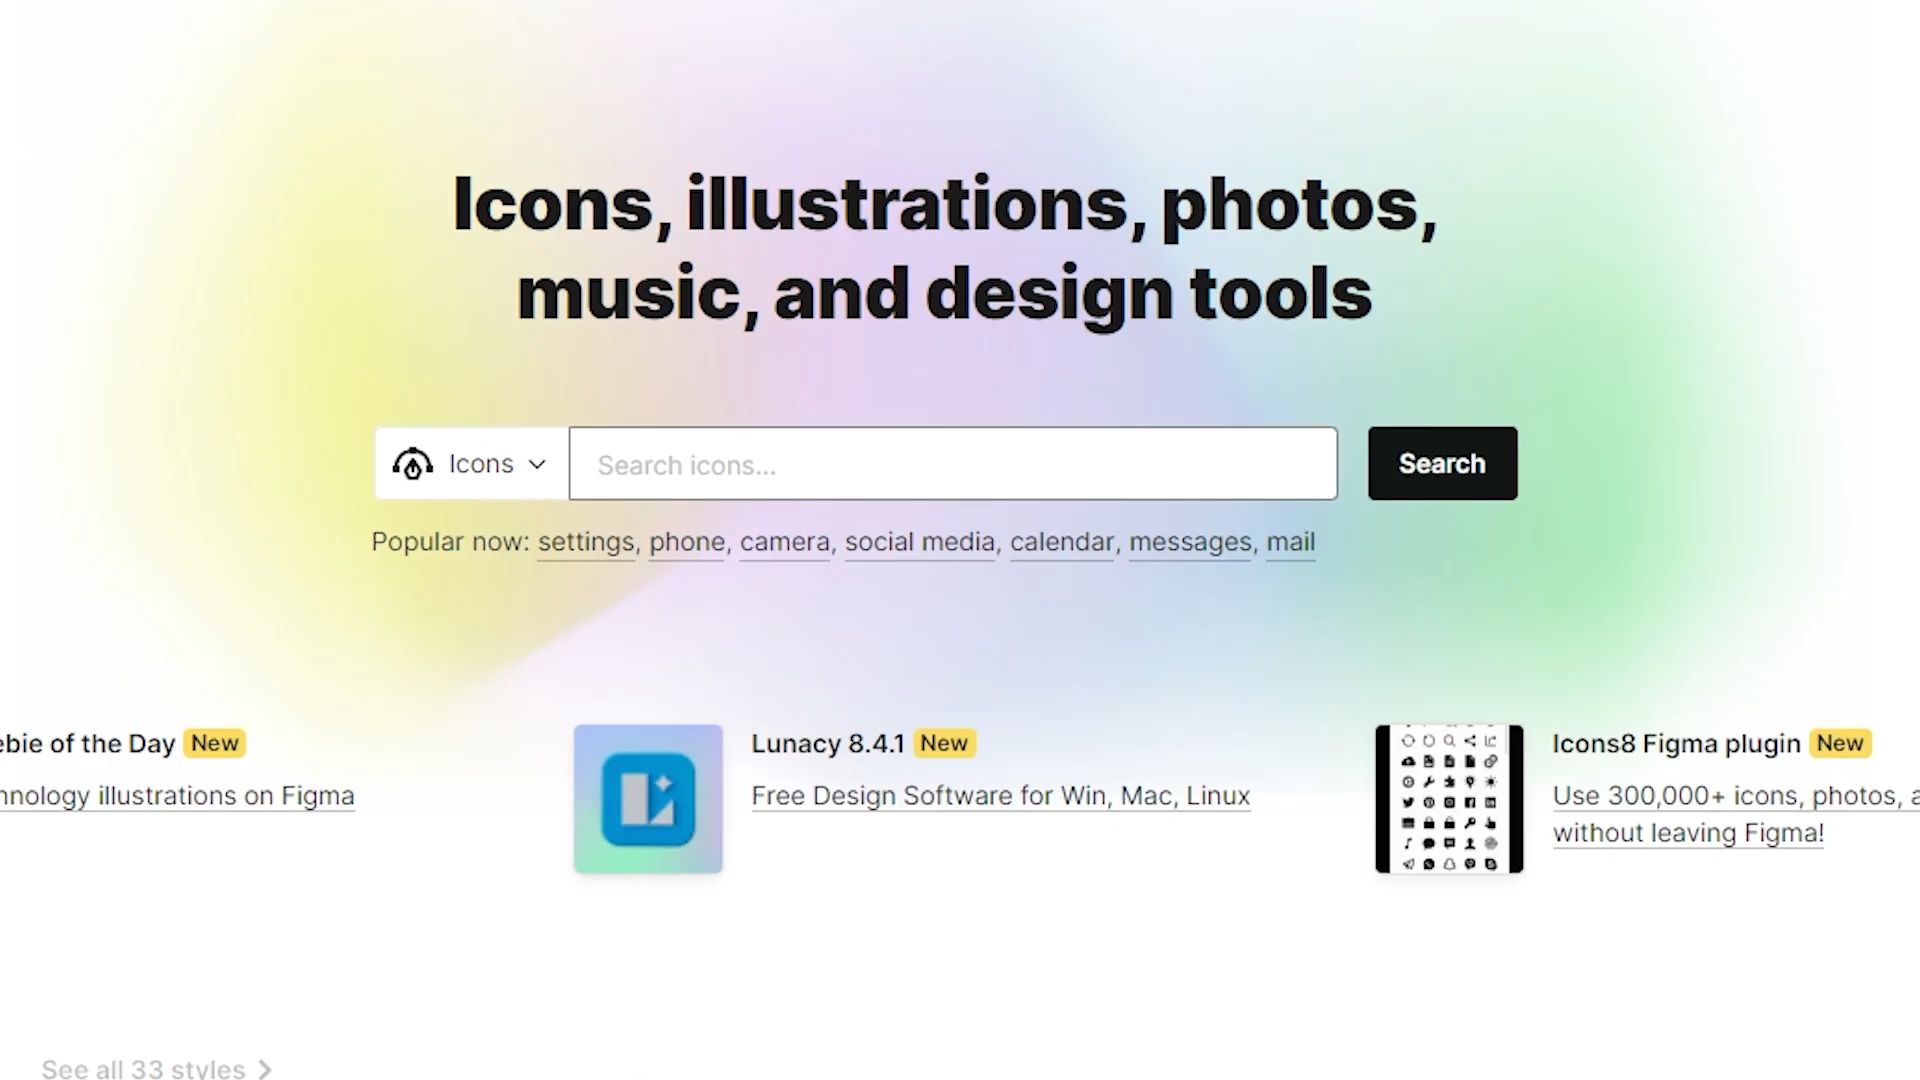 Icons, illustrations, photos,
music, and design tools
Icons
Search icons...
Search
Popular now: settings, phone, camera, social media, calendar, messages, mail
of the Day New
illustrations on Figma
Lunacy 8.4.1 New
Free Design Software for Win, Mac, Linux
Icons8 Figma plugin New
Use 300,000+ icons, photos,
without leaving Figma!
See all 33 styles